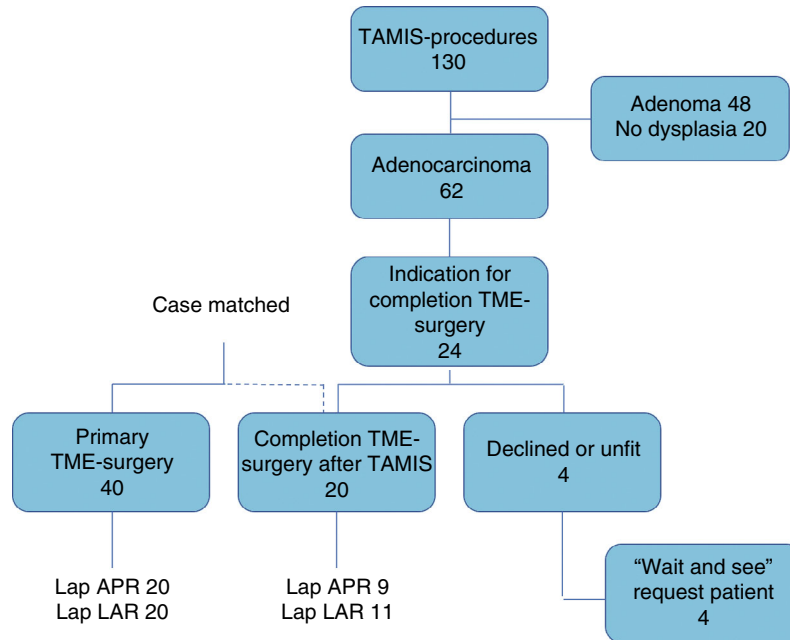 TAMIS-procedures
130
Adenoma 48
No dysplasia 20
Adenocarcinoma
62
Indication for
completion TME-
surgery
24
Case matched
Primary
TME-surgery
40
Completion TME-
surgery after TAMIS
20
Declined or unfit
4
Lap APR 20
Lap LAR 20
Lap APR 9
Lap LAR 11
“Wait and see”
request patient
4